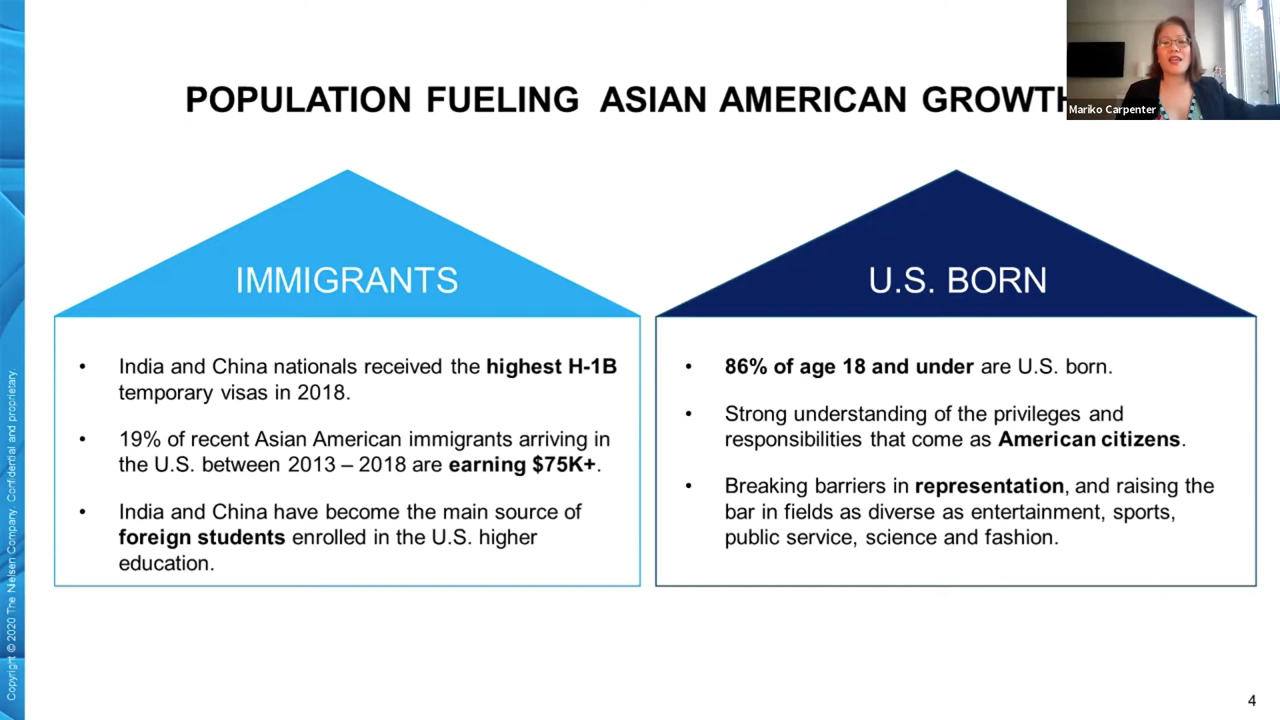 POPULATION FUELING ASIAN AMERICAN GROWTH
Mariko Carpenter
IMMIGRANTS
• India and China nationals received the highest H-1B
temporary visas in 2018.
• 19% of recent Asian American immigrants arriving in
the U.S. between 2013 – 2018 are earning $75K+.
• India and China have become the main source of
foreign students enrolled in the U.S. higher
education.
U.S. BORN
• 86% of age 18 and under are U.S. born.
• Strong understanding of the privileges and
responsibilities that come as American citizens.
• Breaking barriers in representation, and raising the
bar in fields as diverse as entertainment, sports,
public service, science and fashion.
Copyright © 2020 The Nielsen Company. Confidential and proprietary.
4